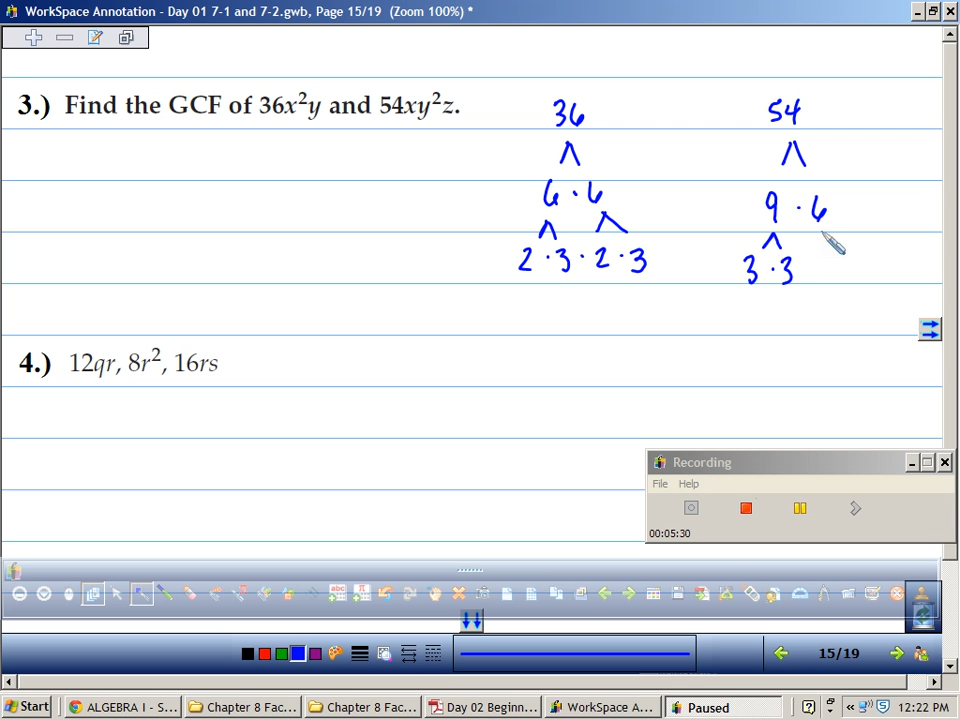 WorkSpace Annotation - Day 01 7-1 and 7-2.gwb, Page 15/19 (Zoom 100%) *
3.) Find the GCF of 36x²y and 54xy²z.
36
54
6 · 6
9 · 6
2 · 3 · 2 · 3
3 · 3
4.) 12qr, 8r², 16rs
Recording
File Help
00:05:30
abc
15/19
Start
ALGEBRA I - S...
Chapter 8 Fac...
Chapter 8 Fac...
Day 02 Beginn...
WorkSpace A...
Paused
12:22 PM